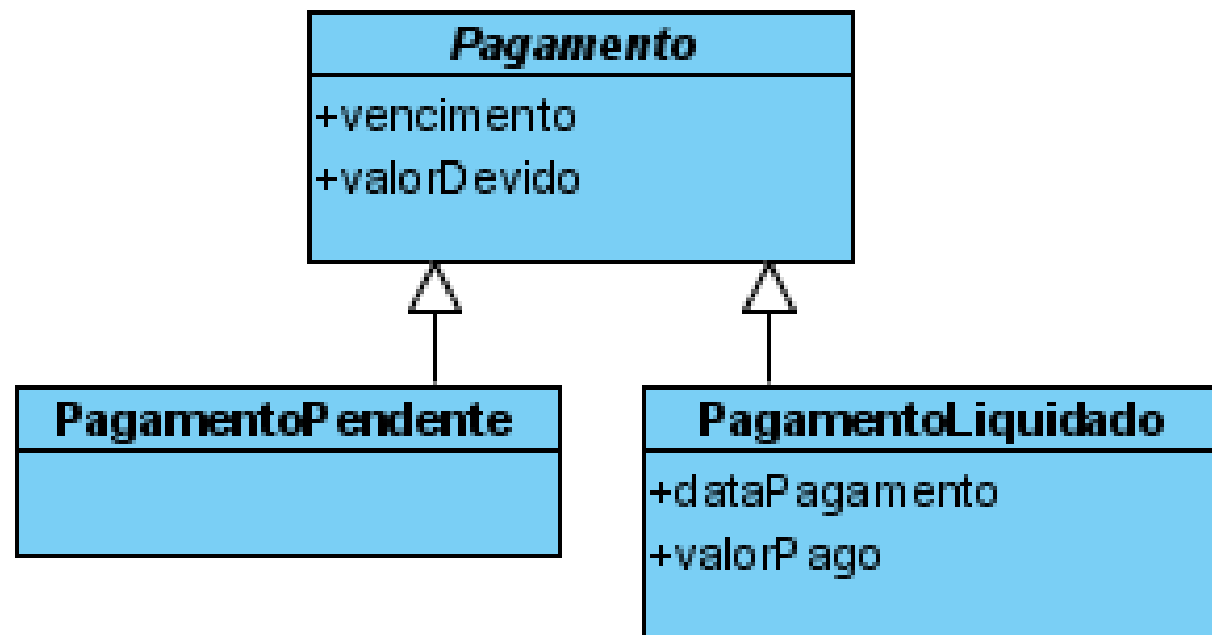 Pagamento
+vencimento
+valorDevido
PagamentoPendente
PagamentoLiquidado
+dataPagamento
+valorPago